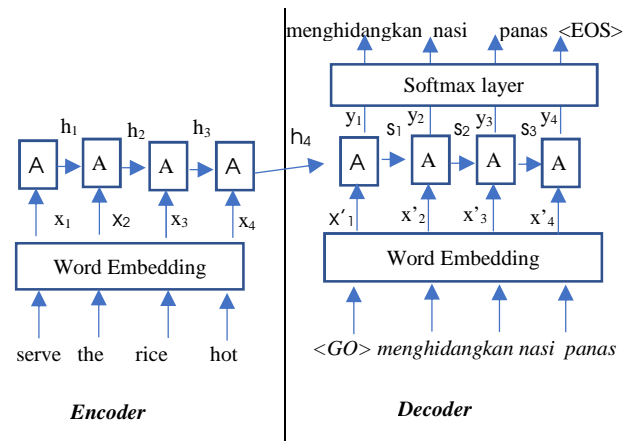 menghidangkan nasi panas <EOS>
Softmax layer
y1 y2 y3 y4
h1 h2 h3 h4 s1 s2 s3
A A A A A A A A
x1 x2 x3 x4 x'1 x'2 x'3 x'4
Word Embedding Word Embedding
serve the rice hot <GO> menghidangkan nasi panas
Encoder Decoder